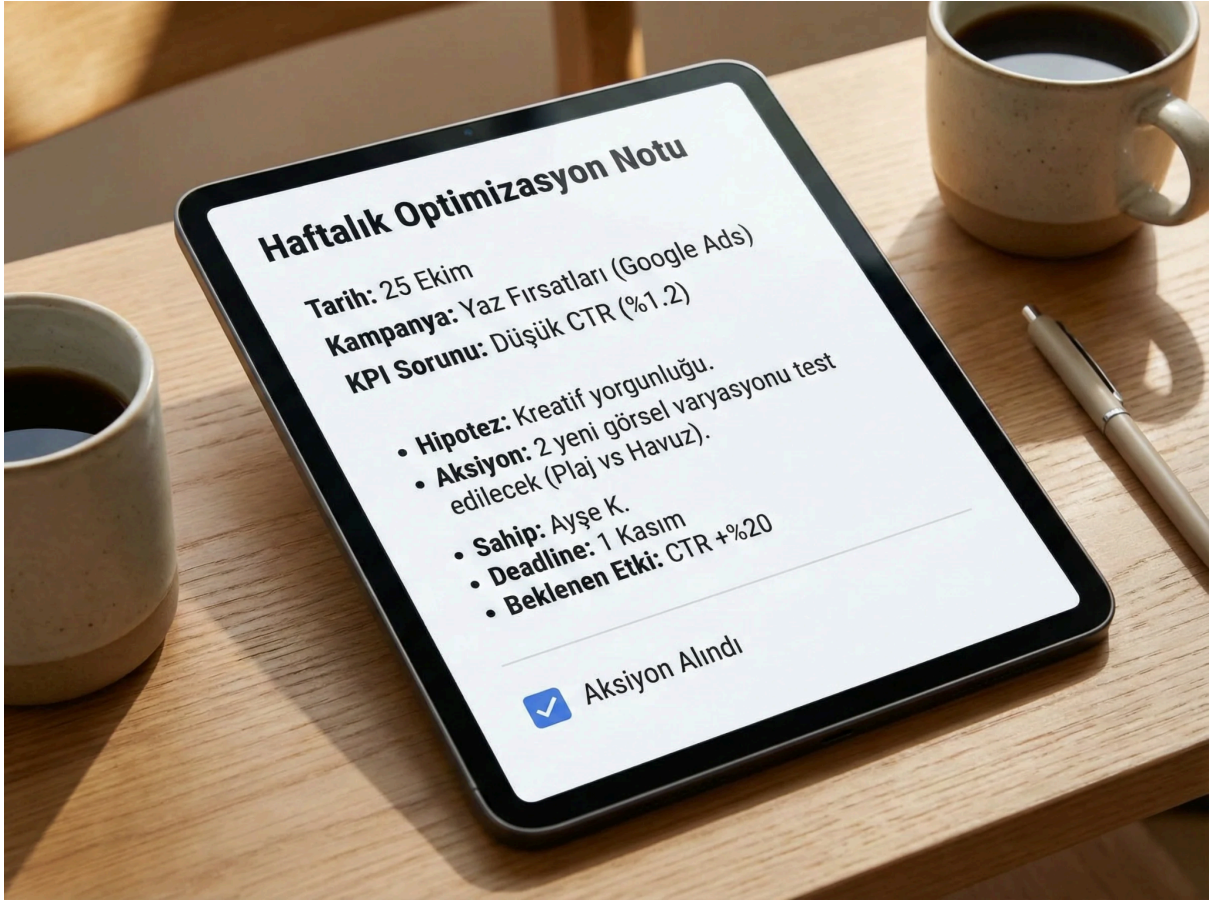 Haftalık Optimizasyon Notu
Tarih: 25 Ekim
Kampanya: Yaz Fırsatları (Google Ads)
KPI Sorunu: Düşük CTR (%1.2)
• Hipotez: Kreatif yorgunluğu.
• Aksiyon: 2 yeni görsel varyasyonu test
edilecek (Plaj vs Havuz).
• Sahip: Ayşe K.
• Deadline: 1 Kasım
• Beklenen Etki: CTR +%20
Aksiyon Alındı